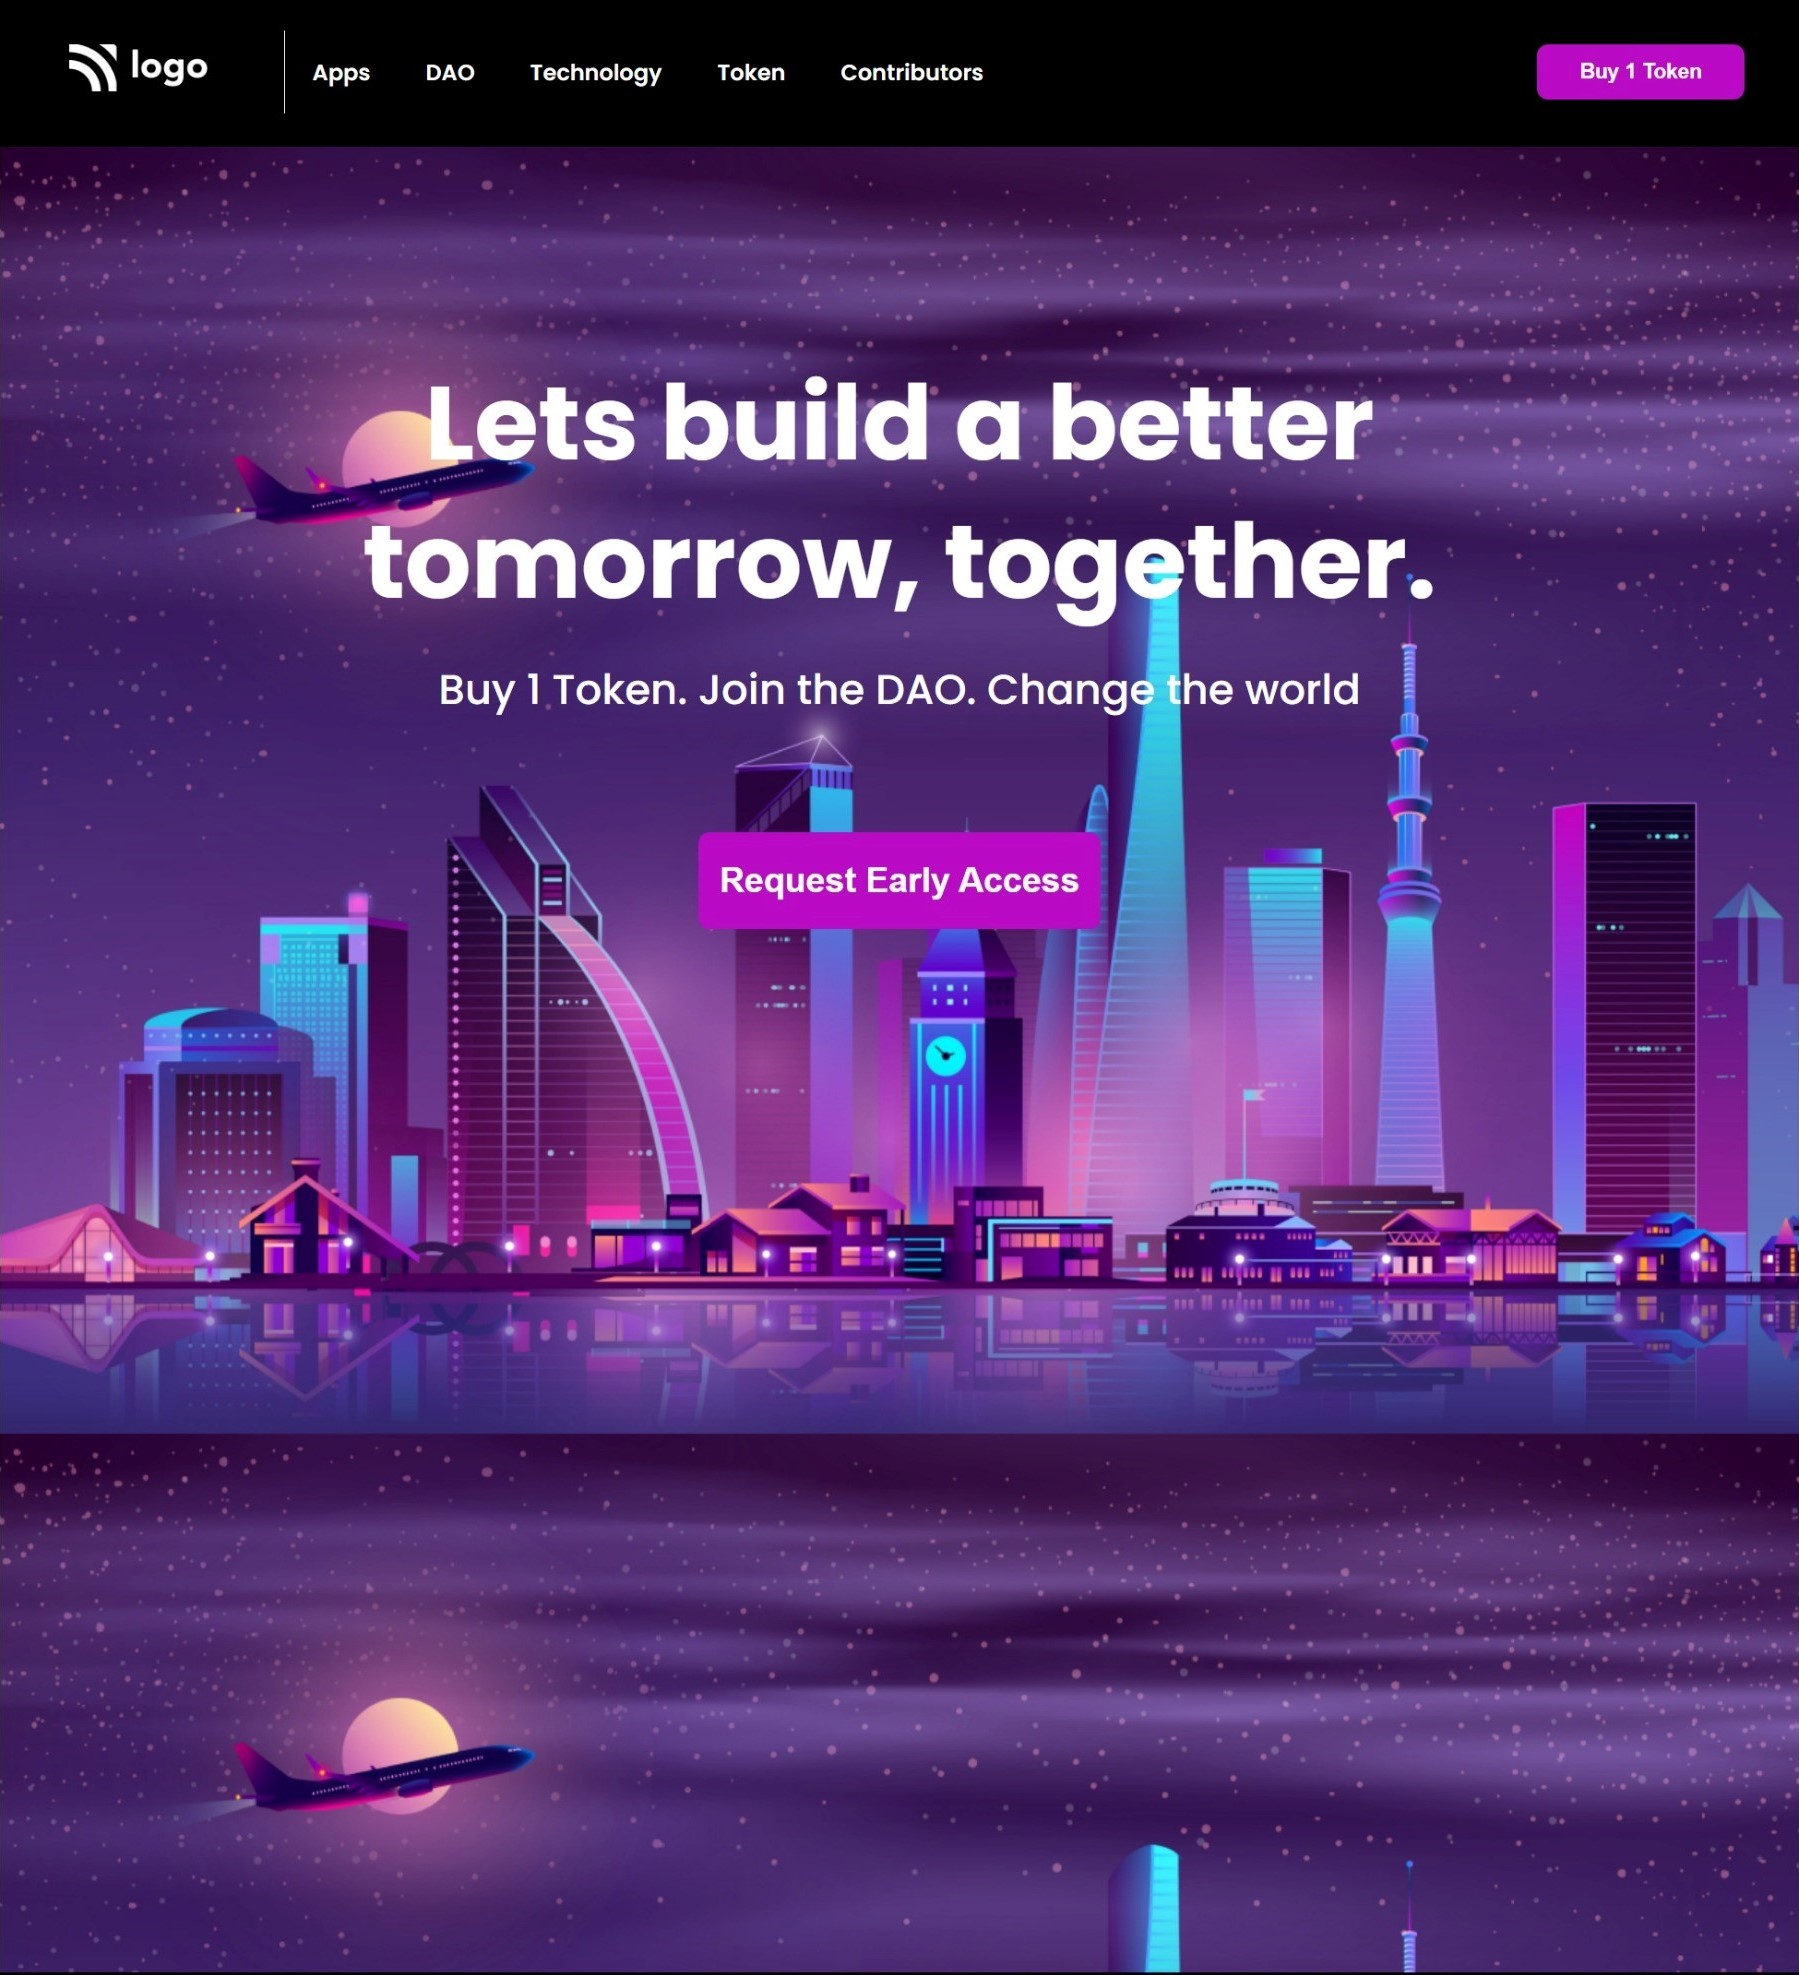 logo
Apps DAO Technology Token Contributors
Buy 1 Token
Lets build a better
tomorrow, together.
Buy 1 Token. Join the DAO. Change the world
Request Early Access